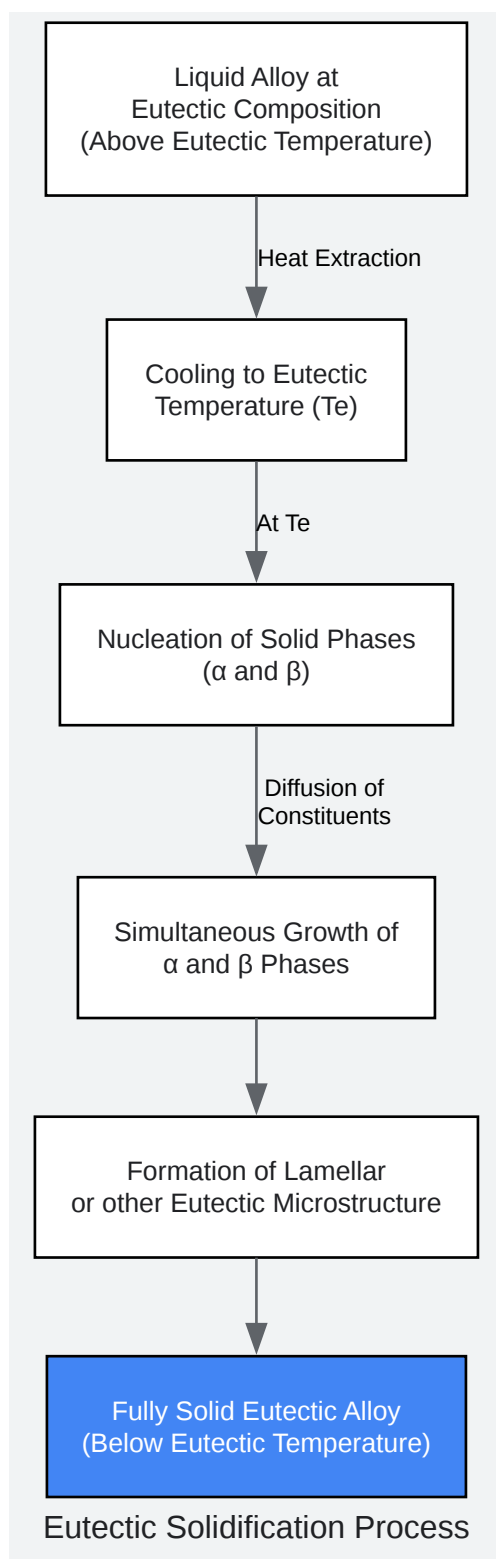 Liquid Alloy at
Eutectic Composition
(Above Eutectic Temperature)
Heat Extraction
Cooling to Eutectic
Temperature (Te)
At Te
Nucleation of Solid Phases
(α and β)
Diffusion of
Constituents
Simultaneous Growth of
α and β Phases
Formation of Lamellar
or other Eutectic Microstructure
Fully Solid Eutectic Alloy
(Below Eutectic Temperature)
Eutectic Solidification Process